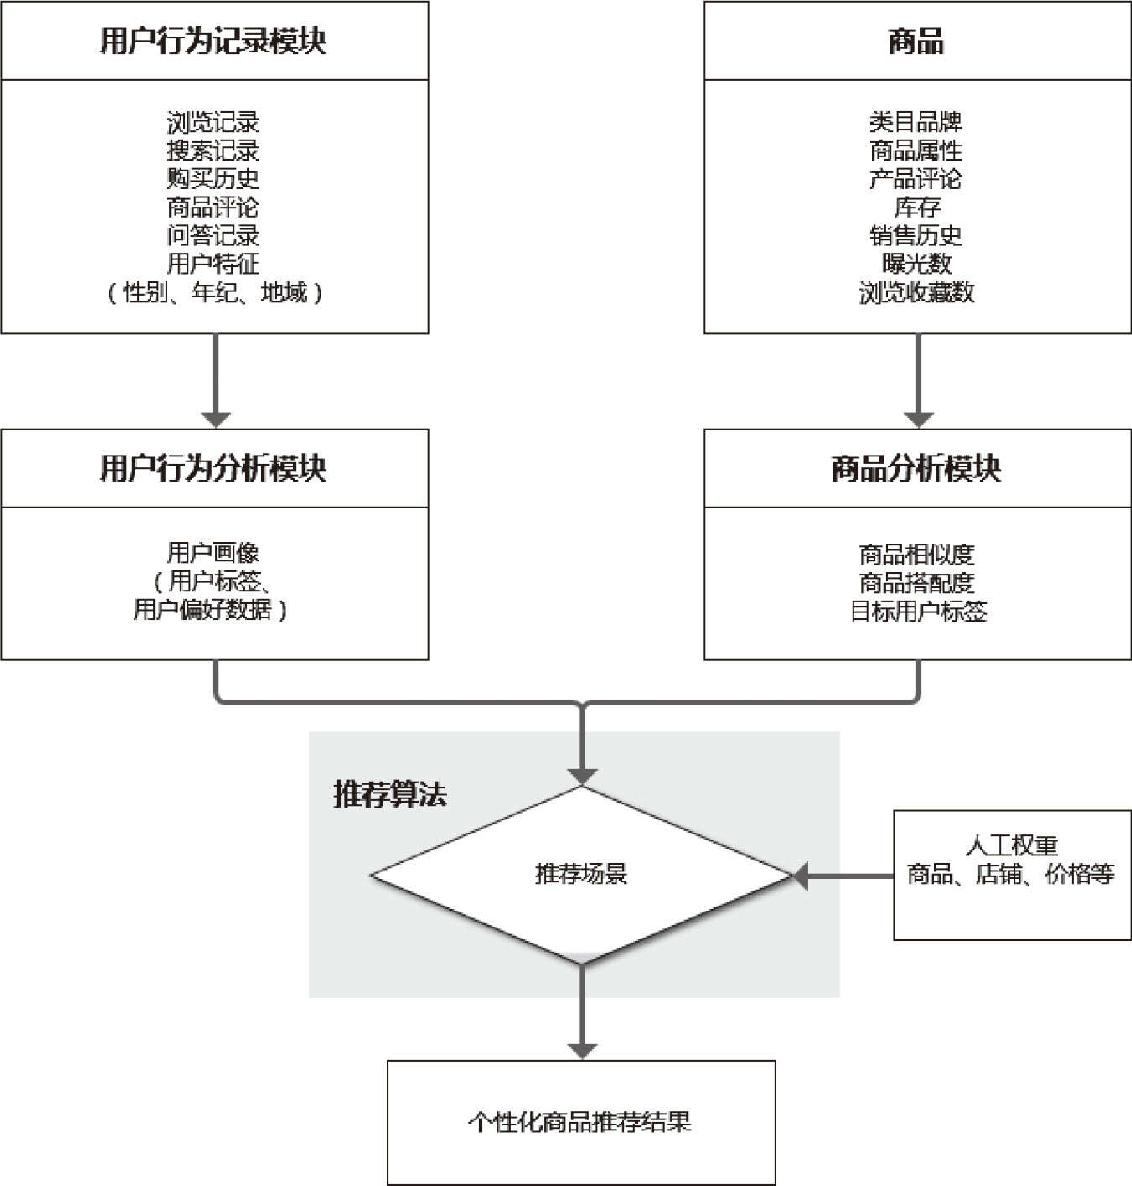 用户行为记录模块
浏览记录
搜索记录
购买历史
商品评论
问答记录
用户特征
（性别、年纪、地域）
商品
类目品牌
商品属性
产品评论
库存
销售历史
曝光数
浏览收藏数
用户行为分析模块
用户画像
（用户标签、
用户偏好数据）
商品分析模块
商品相似度
商品搭配度
目标用户标签
推荐算法
推荐场景
人工权重
商品、店铺、价格等
个性化商品推荐结果